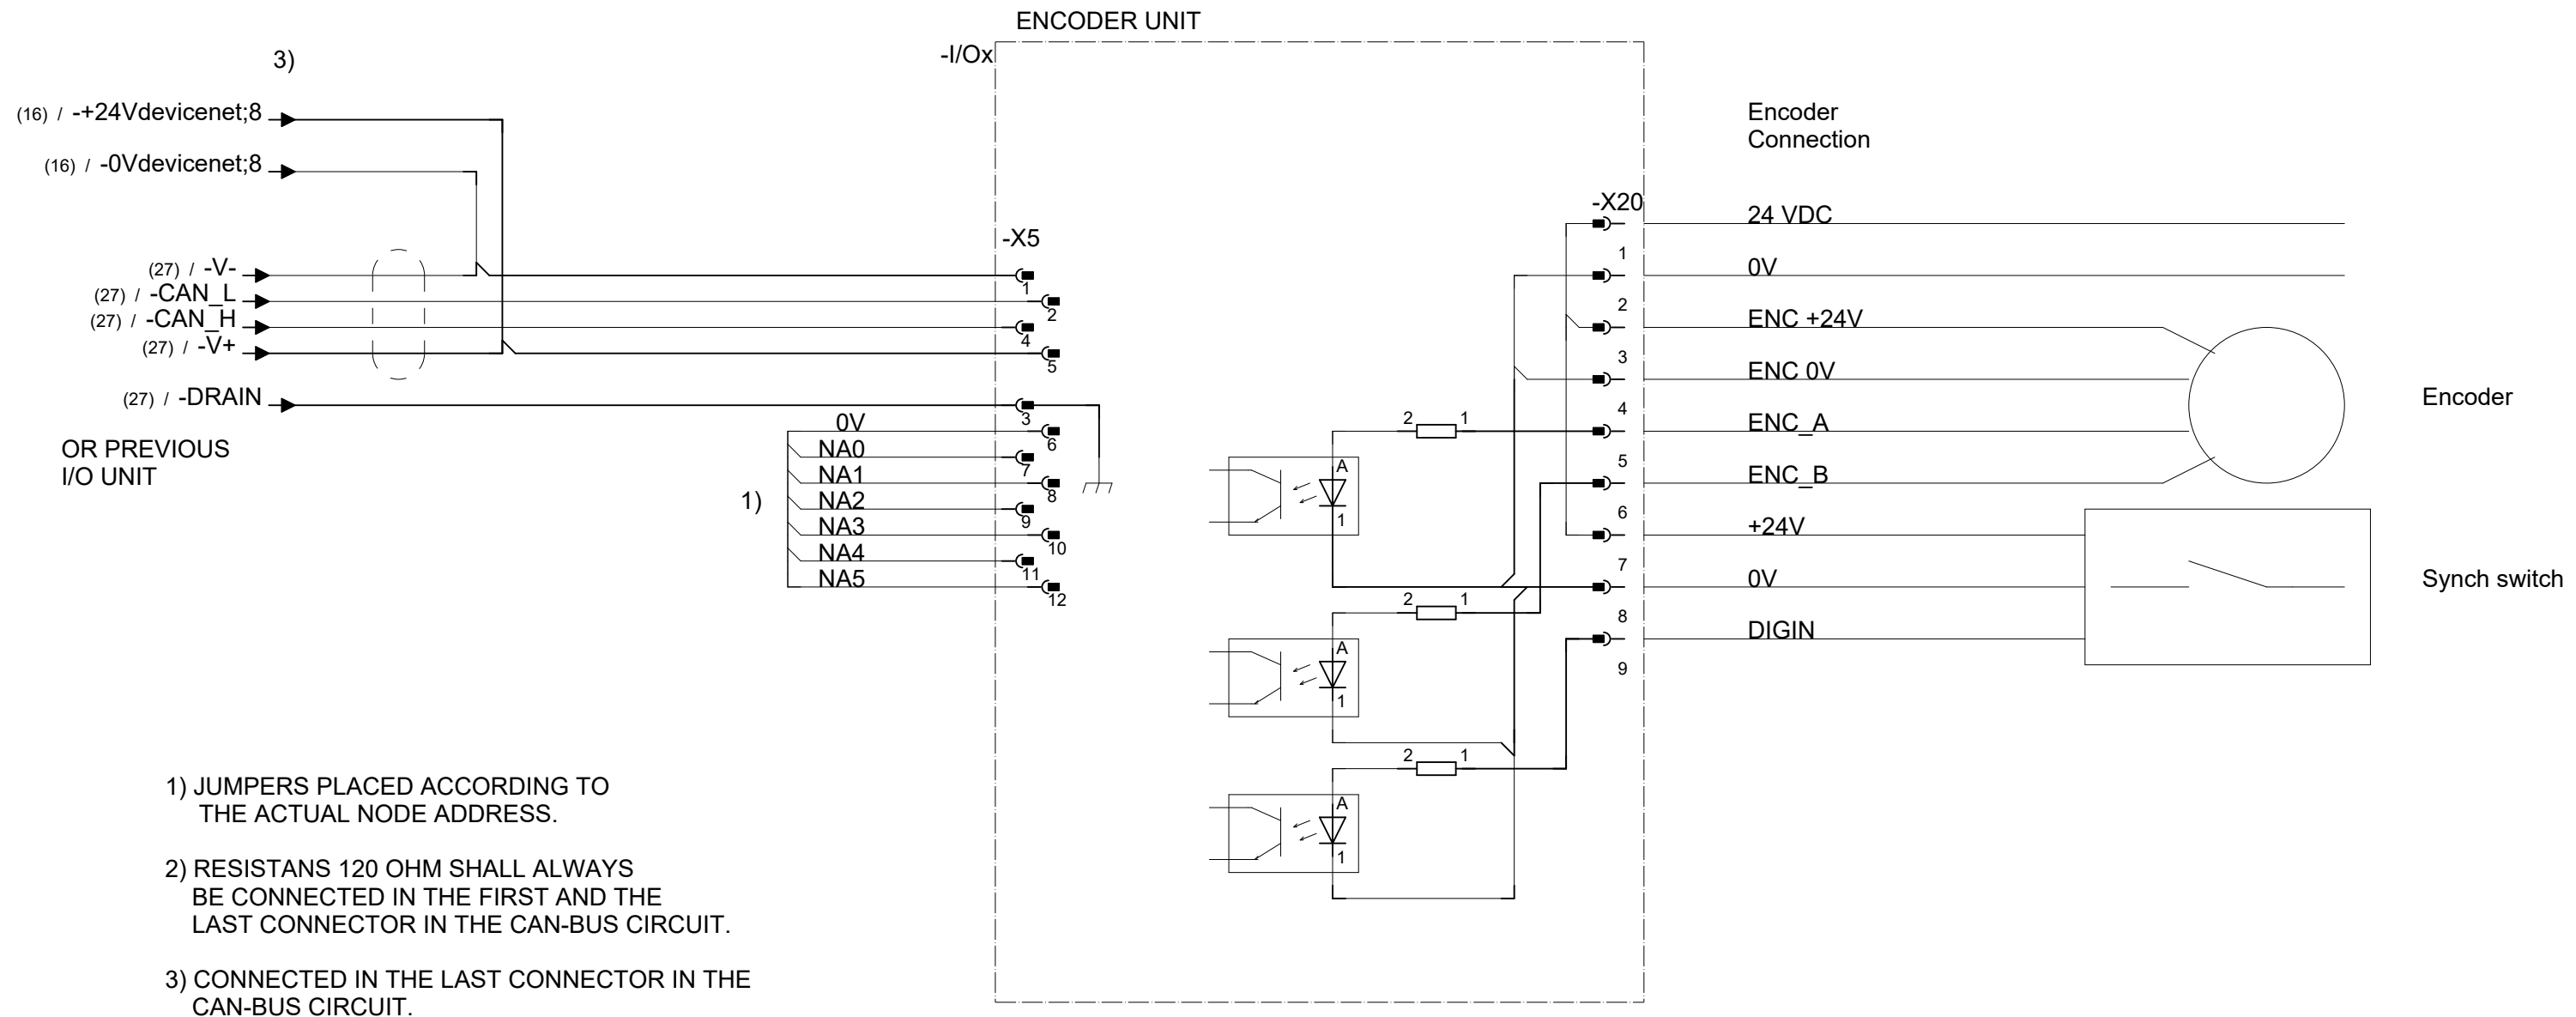 ENCODER UNIT
-I/Ox
3)
(16) / -+24Vdevicenet;8
(16) / -0Vdevicenet;8
(27) / -V-
(27) / -CAN_L
(27) / -CAN_H
(27) / -V+
(27) / -DRAIN
OR PREVIOUS
I/O UNIT
-X5
1
2
4
5
3
6
7
8
9
10
11
12
0V
NA0
NA1
NA2
NA3
NA4
NA5
1)
2 1
A
1
2 1
A
1
2 1
A
1
-X20
1
2
3
4
5
6
7
8
9
Encoder
Connection
24 VDC
0V
ENC +24V
ENC 0V
ENC_A
ENC_B
+24V
0V
DIGIN
Encoder
Synch switch
1) JUMPERS PLACED ACCORDING TO
THE ACTUAL NODE ADDRESS.
2) RESISTANS 120 OHM SHALL ALWAYS
BE CONNECTED IN THE FIRST AND THE
LAST CONNECTOR IN THE CAN-BUS CIRCUIT.
3) CONNECTED IN THE LAST CONNECTOR IN THE
CAN-BUS CIRCUIT.